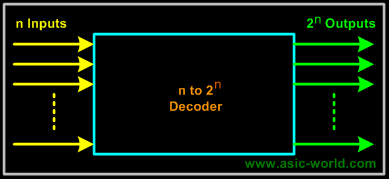 n Inputs
2ⁿ Outputs
n to 2ⁿ
Decoder
www.asic-world.com